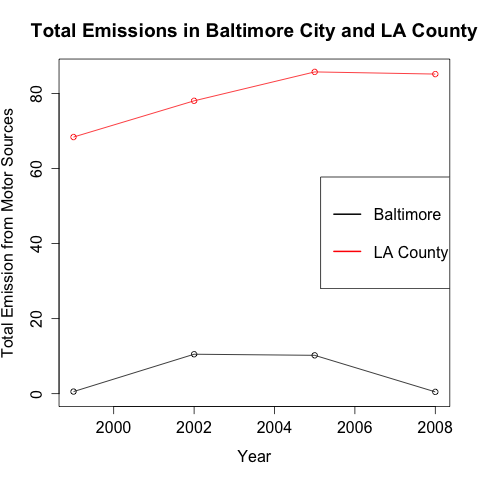 Total Emissions in Baltimore City and LA County
Total Emission from Motor Sources
80
60
40
20
0
Baltimore
LA County
2000 2002 2004 2006 2008
Year